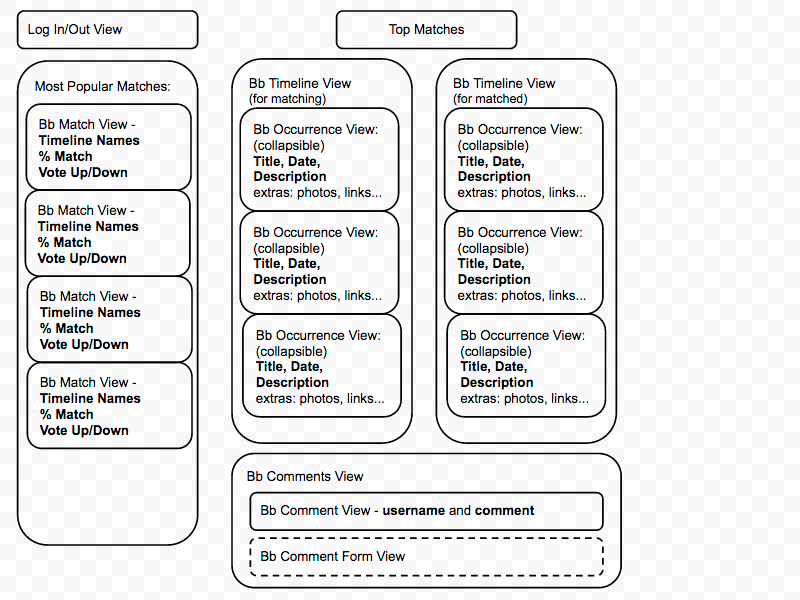 Log In/Out View
Top Matches
Most Popular Matches:
Bb Match View -
Timeline Names
% Match
Vote Up/Down
Bb Match View -
Timeline Names
% Match
Vote Up/Down
Bb Match View -
Timeline Names
% Match
Vote Up/Down
Bb Match View -
Timeline Names
% Match
Vote Up/Down
Bb Timeline View
(for matching)
Bb Occurrence View:
(collapsible)
Title, Date,
Description
extras: photos, links...
Bb Occurrence View:
(collapsible)
Title, Date,
Description
extras: photos, links...
Bb Occurrence View:
(collapsible)
Title, Date,
Description
extras: photos, links...
Bb Timeline View
(for matched)
Bb Occurrence View:
(collapsible)
Title, Date,
Description
extras: photos, links...
Bb Occurrence View:
(collapsible)
Title, Date,
Description
extras: photos, links...
Bb Occurrence View:
(collapsible)
Title, Date,
Description
extras: photos, links...
Bb Comments View
Bb Comment View - username and comment
Bb Comment Form View